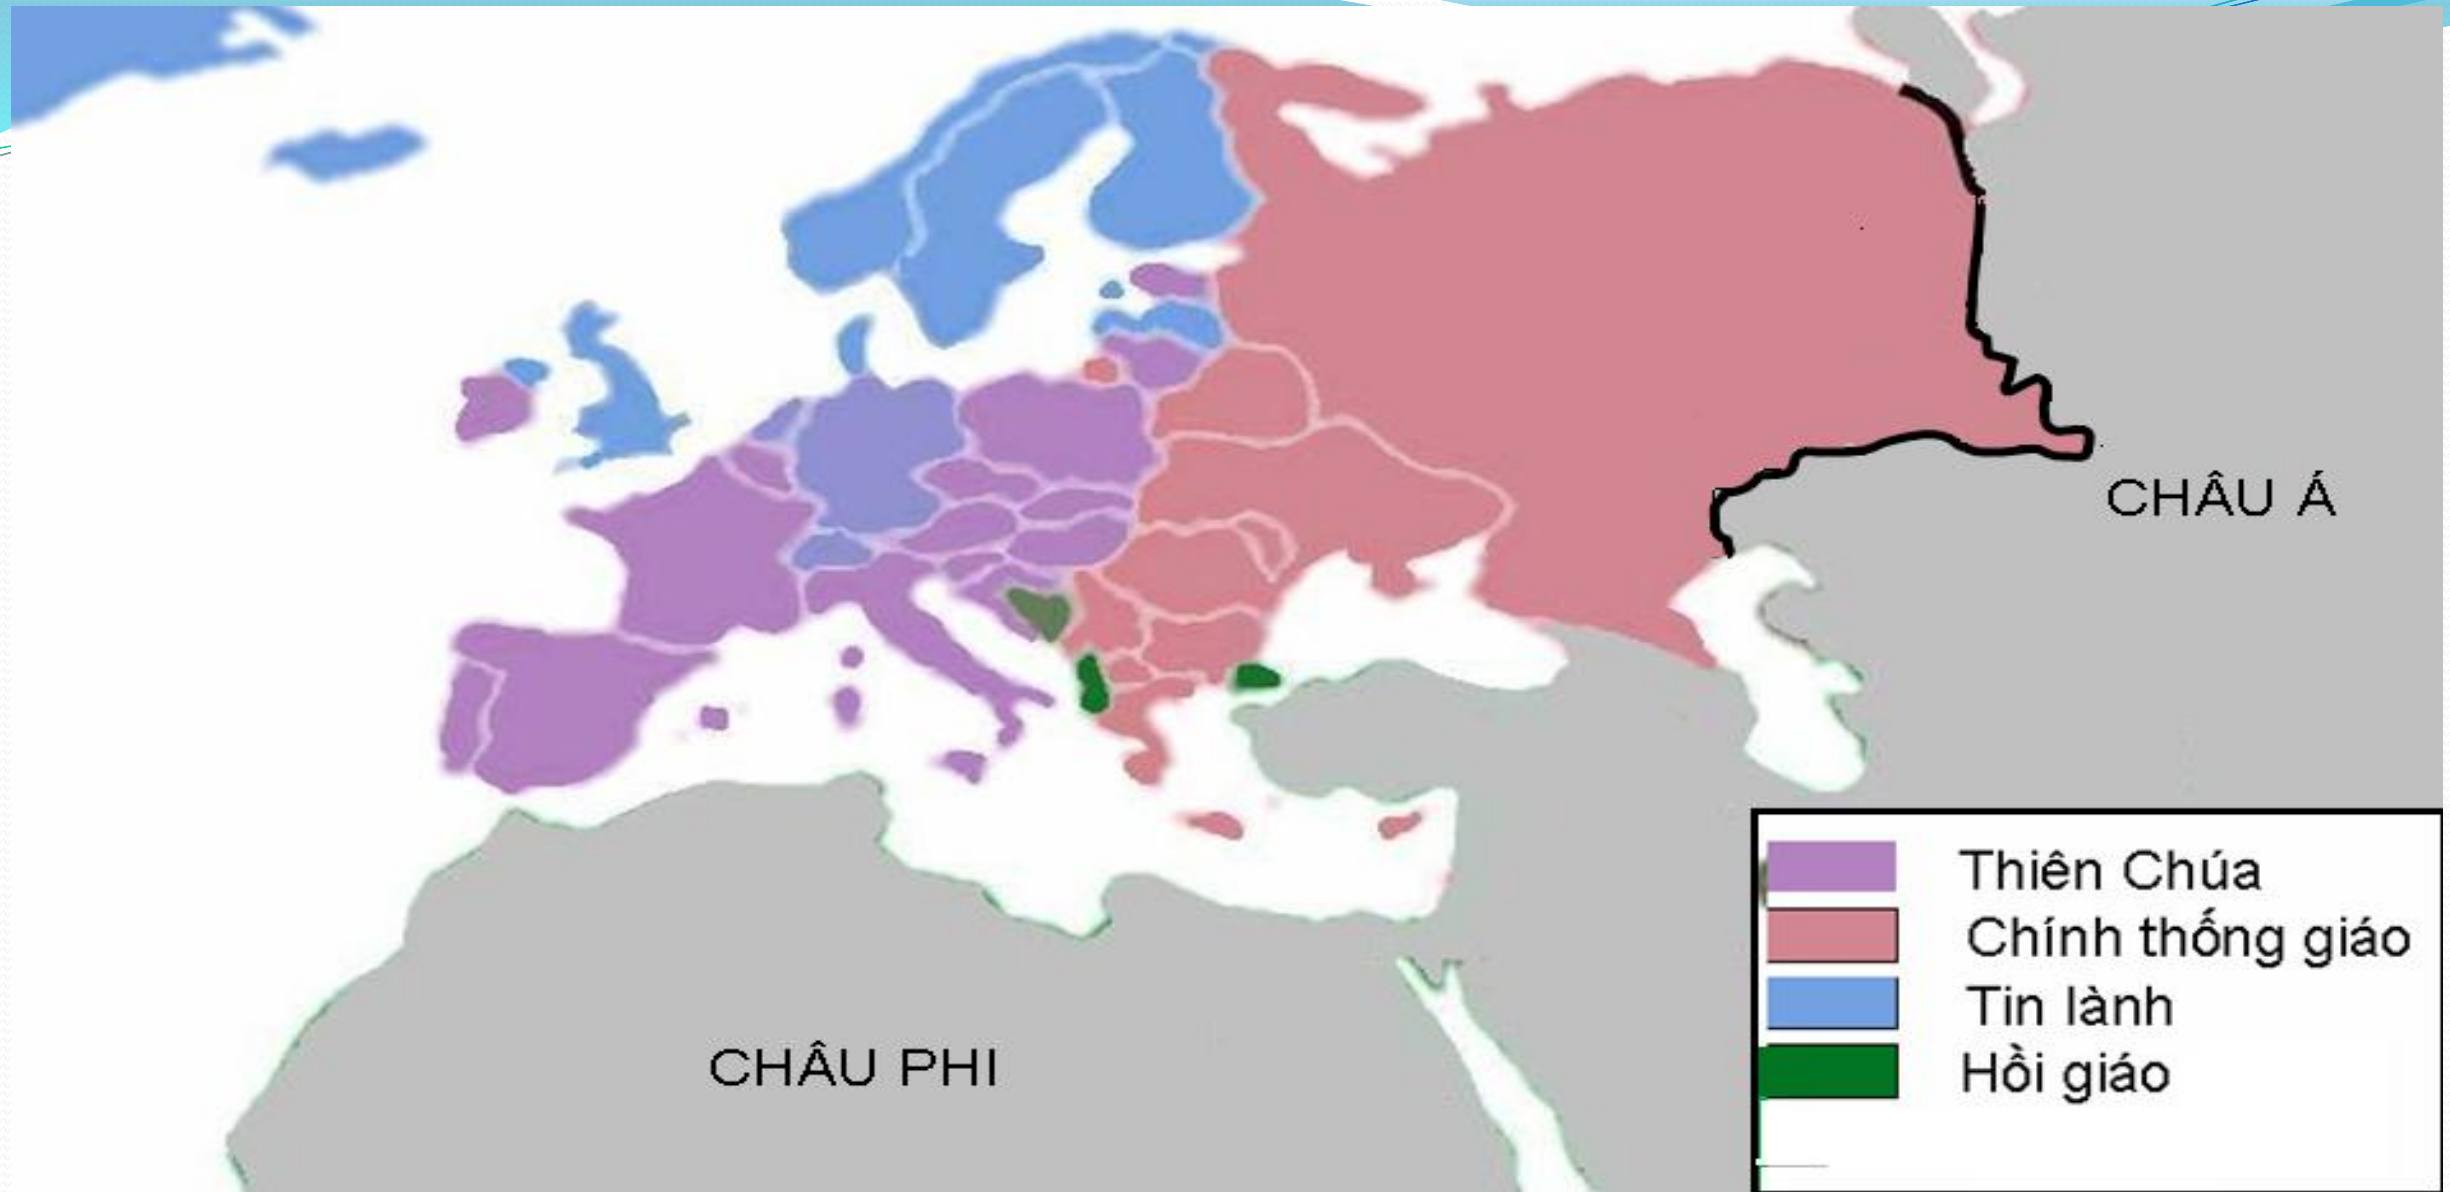 CHÂU Á
Thiên Chúa
Chính thống giáo
Tin lành
CHÂU PHI
Hồi giáo